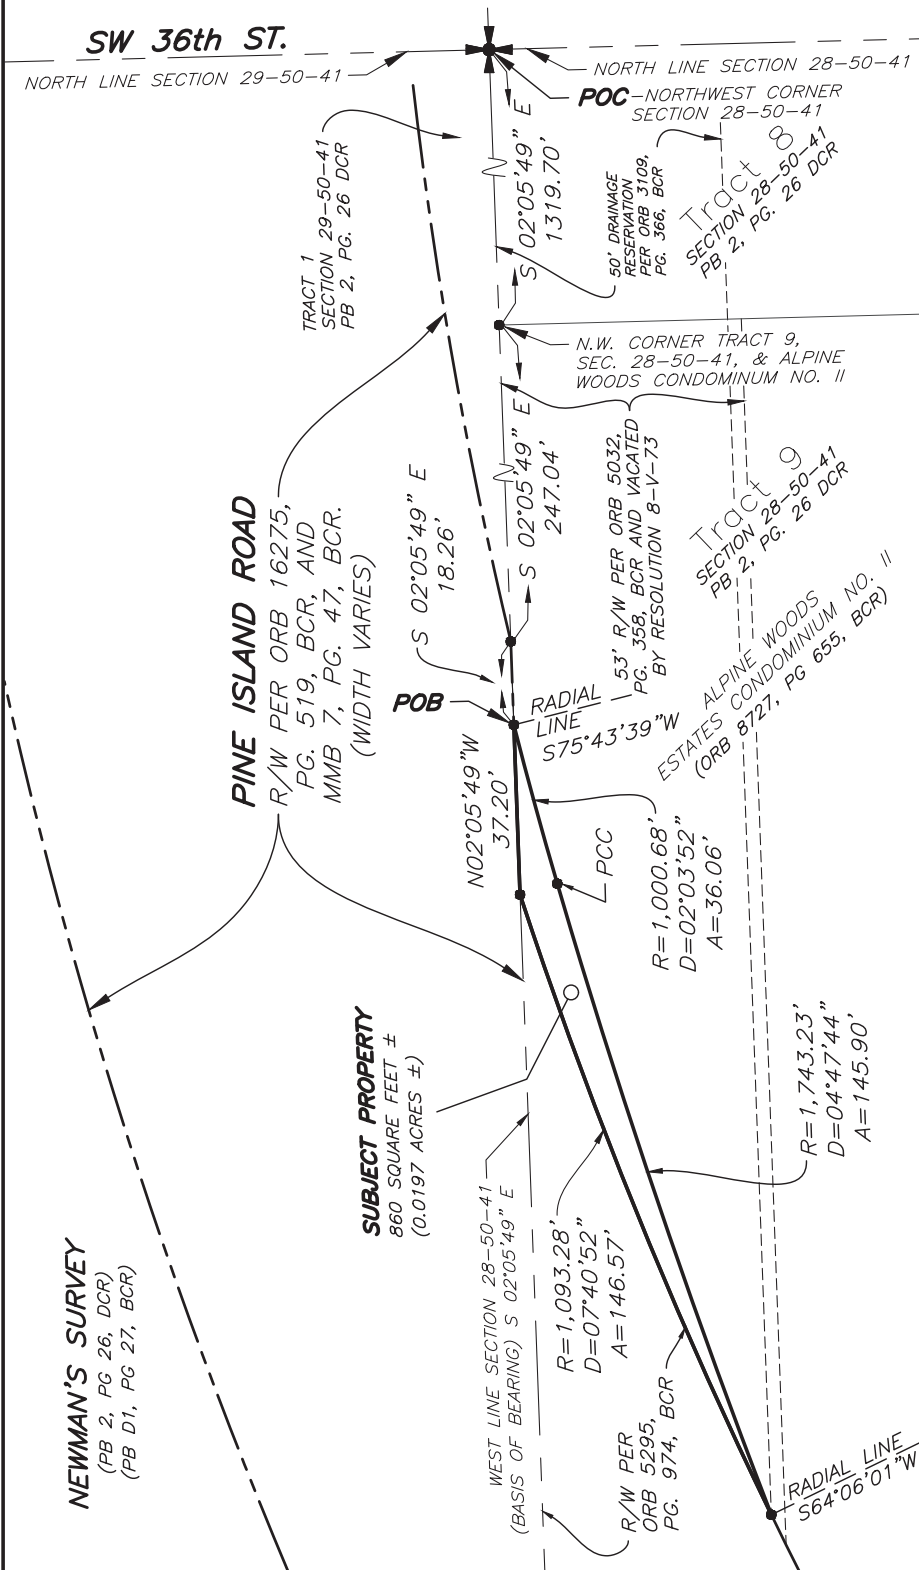 SW 36th ST.
NORTH LINE SECTION 29-50-41
NORTH LINE SECTION 28-50-41
POC-NORTHWEST CORNER
SECTION 28-50-41
TRACT 1
SECTION 29-50-41
PB 2, PG. 26 DCR
S 02°05'49" E
1319.70'
50' DRAINAGE
RESERVATION
PER ORB 3109,
PG. 366, BCR
Tract 8
SECTION 28-50-41
PB 2, PG. 26 DCR
N.W. CORNER TRACT 9,
SEC. 28-50-41, & ALPINE
WOODS CONDOMINUM NO. II
S 02°05'49" E
247.04'
53' R/W PER ORB 5032,
PG. 358, BCR AND VACATED
BY RESOLUTION 8-V-73
Tract 9
SECTION 28-50-41
PB 2, PG. 26 DCR
ALPINE WOODS
ESTATES CONDOMINIUM NO. II
(ORB 8727, PG 655, BCR)
PINE ISLAND ROAD
R/W PER ORB 16275,
PG. 519, BCR, AND
MMB 7, PG. 47, BCR.
(WIDTH VARIES)
S 02°05'49" E
18.26'
POB
RADIAL
LINE
S75°43'39"W
N02°05'49"W
37.20'
PCC
R=1,000.68'
D=02°03'52"
A=36.06'
SUBJECT PROPERTY
860 SQUARE FEET ±
(0.0197 ACRES ±)
R=1,743.23'
D=04°47'44"
A=145.90'
NEWMAN'S SURVEY
(PB 2, PG 26, DCR)
(PB D1, PG 27, BCR)
WEST LINE SECTION 28-50-41
(BASIS OF BEARING) S 02°05'49" E
R=1,093.28'
D=07°40'52"
A=146.57'
R/W PER
ORB 5295,
PG. 974, BCR
RADIAL LINE
S64°06'01"W